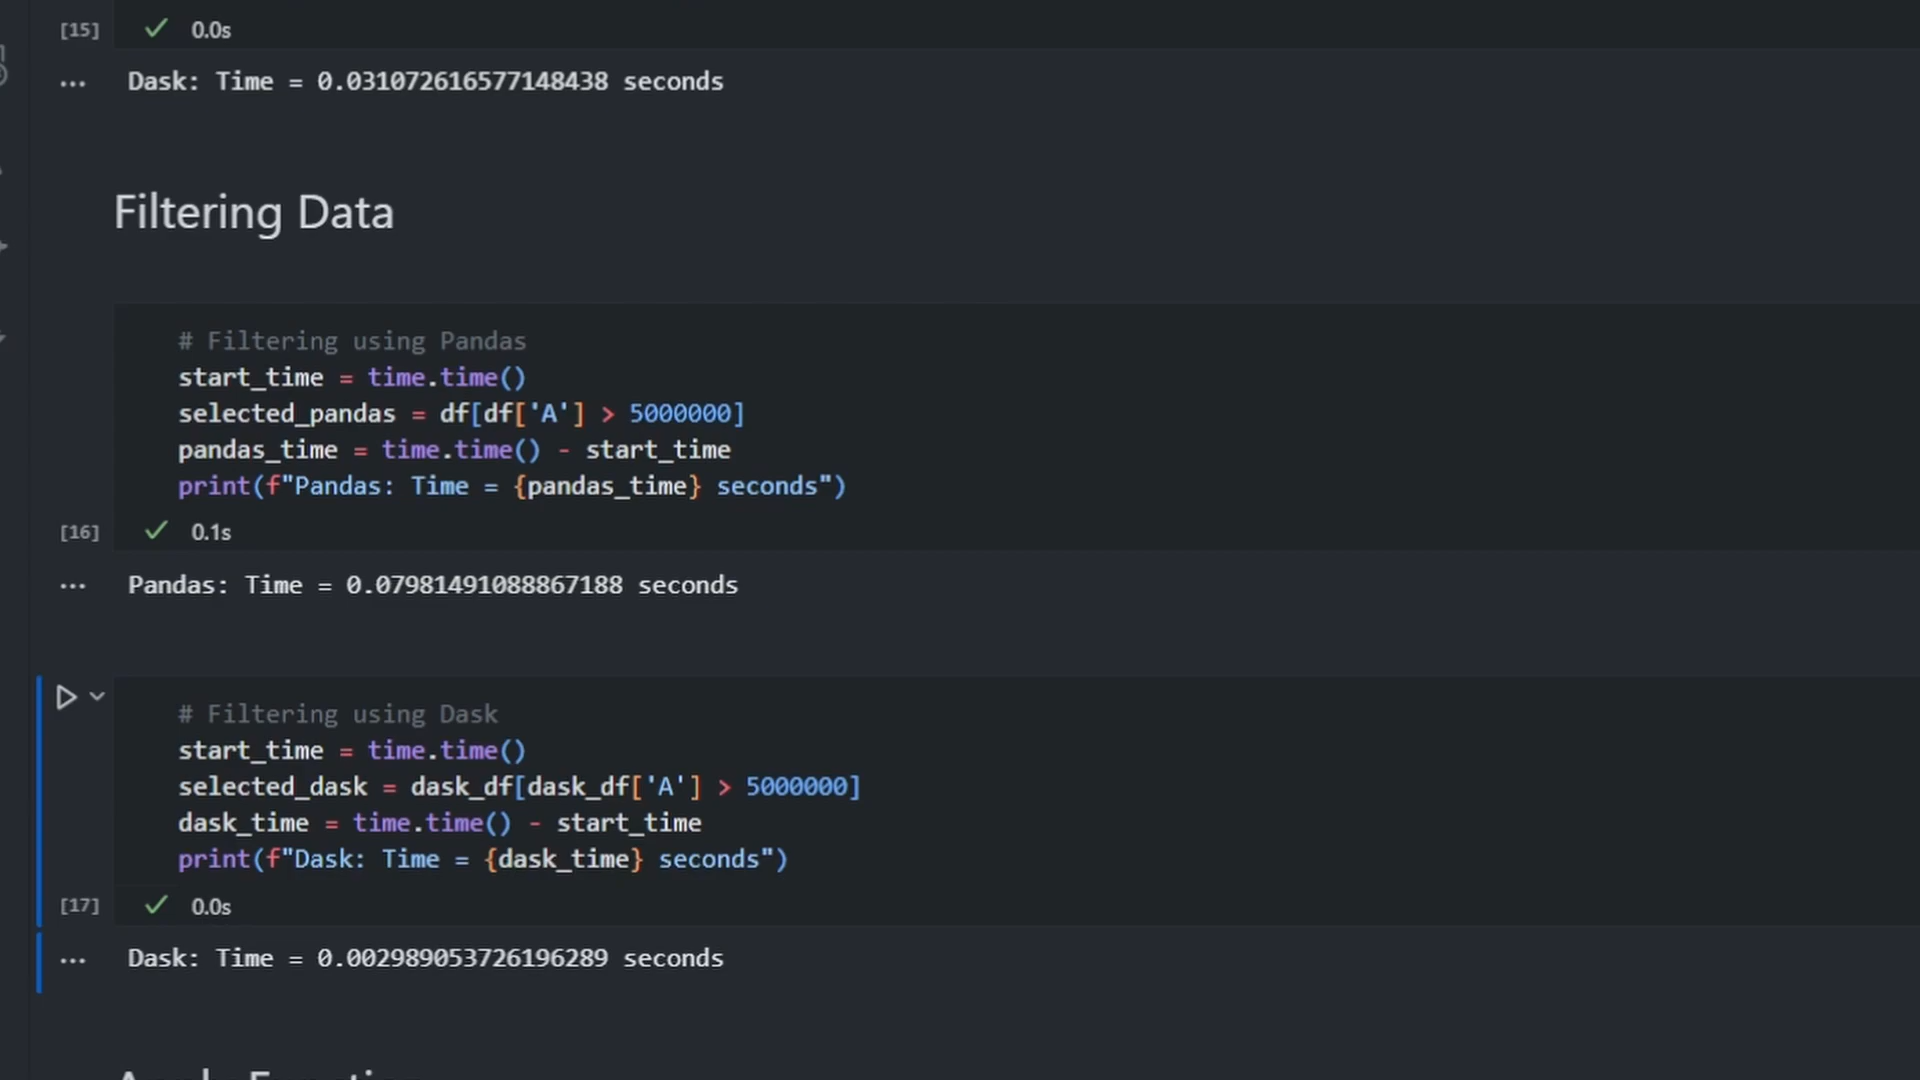 [15] 0.0s
... Dask: Time = 0.031072616577148438 seconds
Filtering Data
# Filtering using Pandas
start_time = time.time()
selected_pandas = df[df['A'] > 5000000]
pandas_time = time.time() - start_time
print(f"Pandas: Time = {pandas_time} seconds")
[16] 0.1s
... Pandas: Time = 0.07981491088867188 seconds
# Filtering using Dask
start_time = time.time()
selected_dask = dask_df[dask_df['A'] > 5000000]
dask_time = time.time() - start_time
print(f"Dask: Time = {dask_time} seconds")
[17] 0.0s
... Dask: Time = 0.002989053726196289 seconds